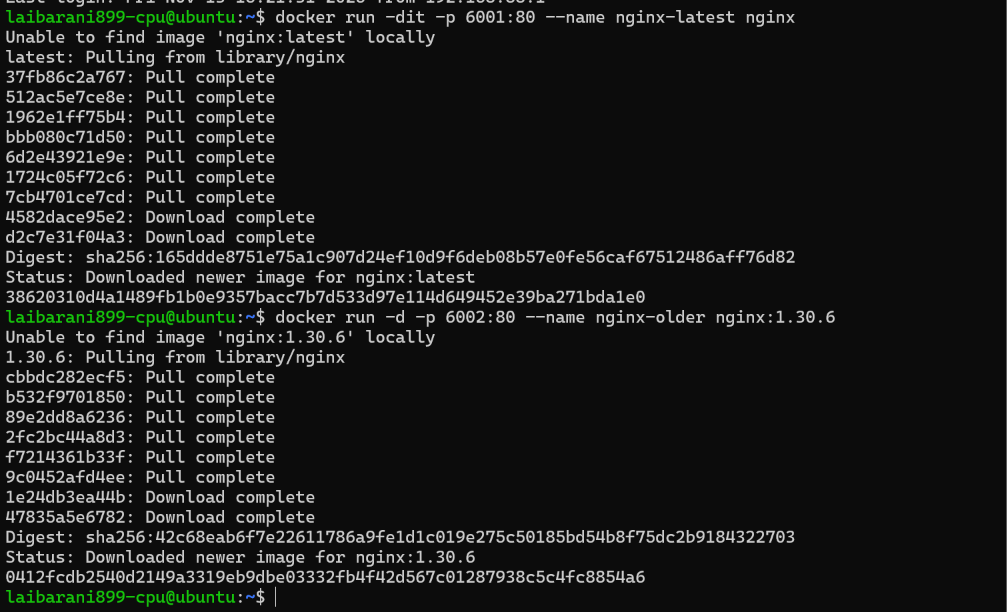 laibarani899-cpu@ubuntu:~$ docker run -dit -p 6001:80 --name nginx-latest nginx
Unable to find image 'nginx:latest' locally
latest: Pulling from library/nginx
37fb86c2a767: Pull complete
512ac5e7ce8e: Pull complete
1962e1ff75b4: Pull complete
bbb080c71d50: Pull complete
6d2e43921e9e: Pull complete
1724c05f72c6: Pull complete
7cb4701ce7cd: Pull complete
4582dace95e2: Download complete
d2c7e31f04a3: Download complete
Digest: sha256:165ddde8751e75a1c907d24ef10d9f6deb08b57e0fe56caf67512486aff76d82
Status: Downloaded newer image for nginx:latest
38620310d4a1489fb1b0e9357bacc7b7d533d97e114d649452e39ba271bda1e0
laibarani899-cpu@ubuntu:~$ docker run -d -p 6002:80 --name nginx-older nginx:1.30.6
Unable to find image 'nginx:1.30.6' locally
1.30.6: Pulling from library/nginx
cbbdc282ecf5: Pull complete
b532f9701850: Pull complete
89e2dd8a6236: Pull complete
2fc2bc44a8d3: Pull complete
f7214361b33f: Pull complete
9c0452afd4ee: Pull complete
1e24db3ea44b: Download complete
47835a5e6782: Download complete
Digest: sha256:42c68eab6f7e22611786a9fe1d1c019e275c50185bd54b8f75dc2b9184322703
Status: Downloaded newer image for nginx:1.30.6
0412fcdb2540d2149a3319eb9dbe03332fb4f42d567c01287938c5c4fc8854a6
laibarani899-cpu@ubuntu:~$